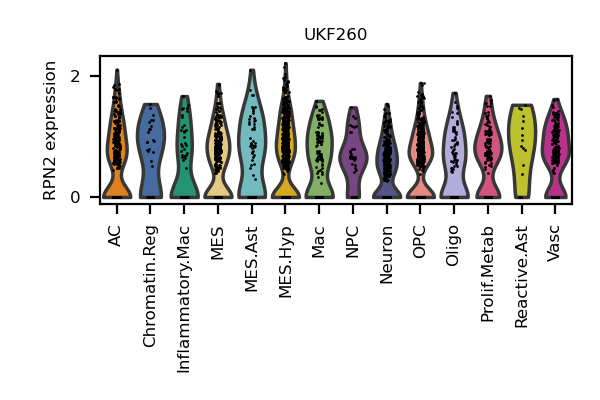 UKF260
RPN2 expression
2
0
AC
Chromatin.Reg
Inflammatory.Mac
MES
MES.Ast
MES.Hyp
Mac
NPC
Neuron
OPC
Oligo
Prolif.Metab
Reactive.Ast
Vasc